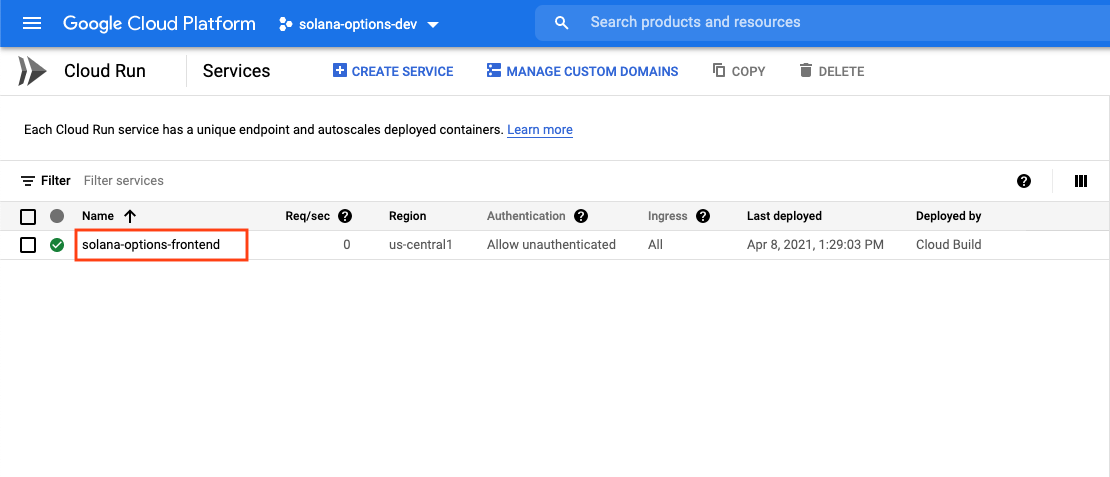 Google Cloud Platform solana-options-dev Search products and resources
Cloud Run Services CREATE SERVICE MANAGE CUSTOM DOMAINS COPY DELETE
Each Cloud Run service has a unique endpoint and autoscales deployed containers. Learn more
Filter Filter services
Name Req/sec Region Authentication Ingress Last deployed Deployed by
solana-options-frontend 0 us-central1 Allow unauthenticated All Apr 8, 2021, 1:29:03 PM Cloud Build